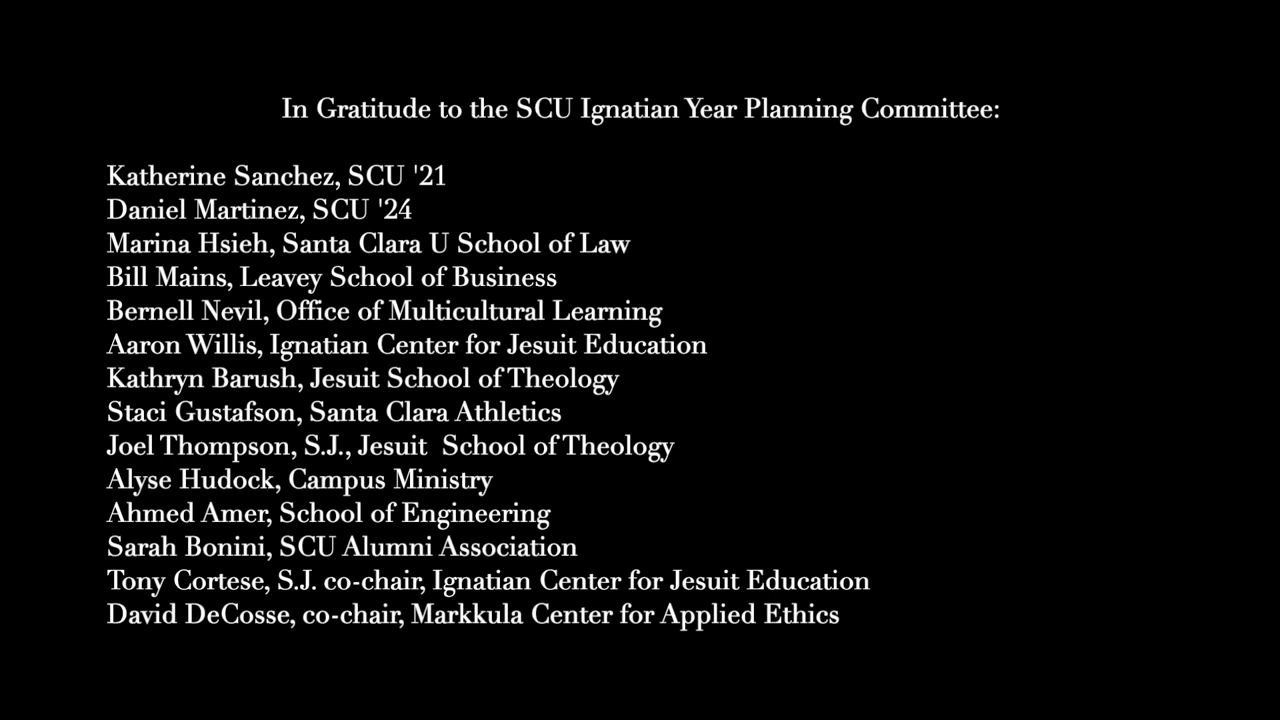 In Gratitude to the SCU Ignatian Year Planning Committee:
Katherine Sanchez, SCU '21
Daniel Martinez, SCU '24
Marina Hsieh, Santa Clara U School of Law
Bill Mains, Leavey School of Business
Bernell Nevil, Office of Multicultural Learning
Aaron Willis, Ignatian Center for Jesuit Education
Kathryn Barush, Jesuit School of Theology
Staci Gustafson, Santa Clara Athletics
Joel Thompson, S.J., Jesuit  School of Theology
Alyse Hudock, Campus Ministry
Ahmed Amer, School of Engineering
Sarah Bonini, SCU Alumni Association
Tony Cortese, S.J. co-chair, Ignatian Center for Jesuit Education
David DeCosse, co-chair, Markkula Center for Applied Ethics